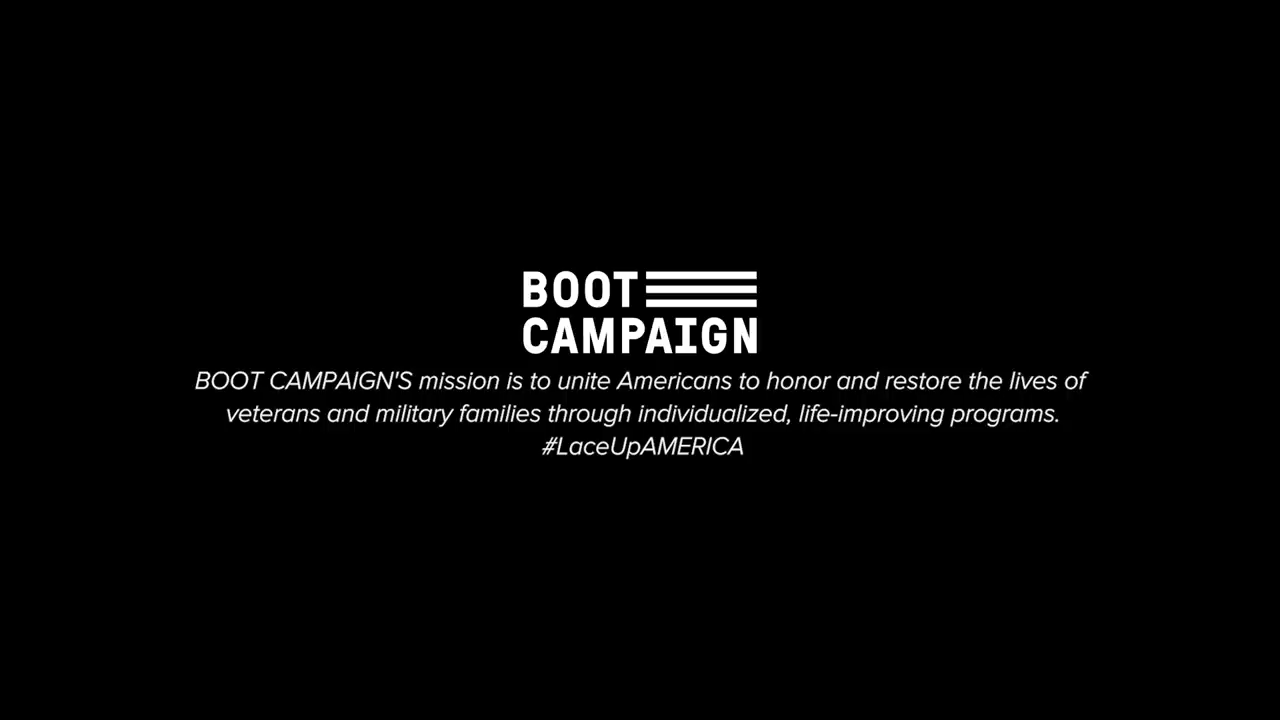 BOOT
CAMPAIGN
BOOT CAMPAIGN'S mission is to unite Americans to honor and restore the lives of
veterans and military families through individualized, life-improving programs.
#LaceUpAMERICA